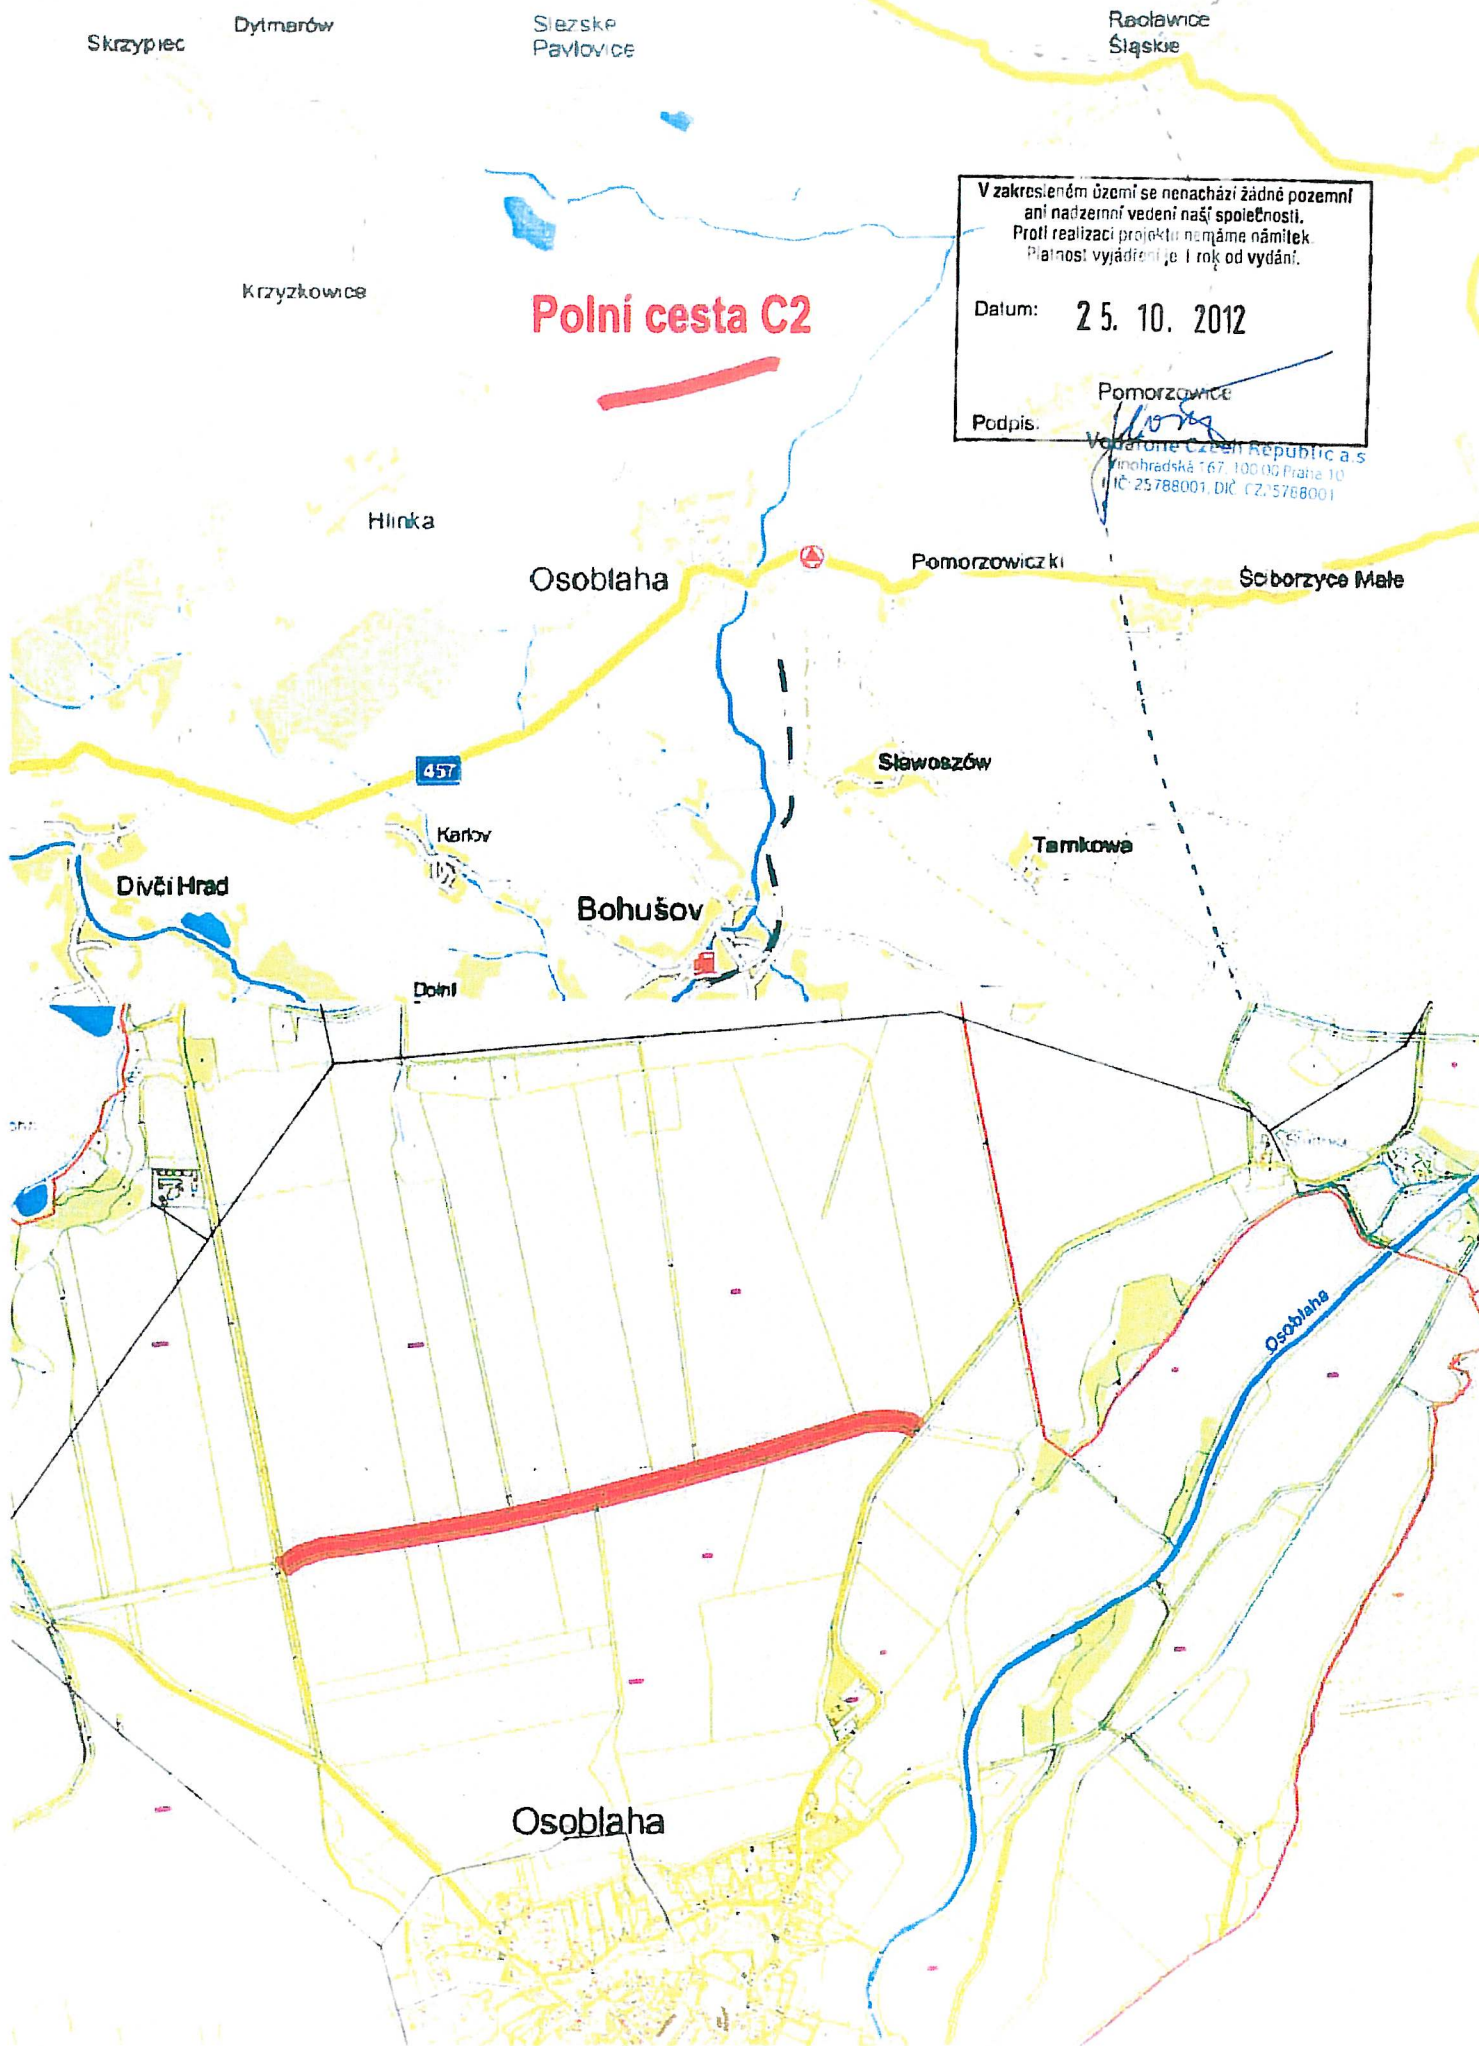 Dytmarów
Skrzypiec
Slezské
Pavlovice
Racławice
Śląskie
V zakresleném území se nenachází žádné pozemní
ani nadzemní vedení naší společnosti.
Proti realizaci projektu nemáme námitek.
Platnost vyjádření je 1 rok od vydání.
Krzyzkowice
Polní cesta C2
Datum: 25. 10. 2012
Pomorzowice
Podpis:
Vodafone Czech Republic a.s
Vinohradská 167, 100 00 Praha 10
IČ: 25788001, DIČ: CZ25788001
Hlinka
Osoblaha
Pomorzowiczki
Ściborzyce Małe
457
Sławoszów
Karlov
Tarnkowa
Dívčí Hrad
Bohušov
Dolní
Osoblaha
Osoblaha